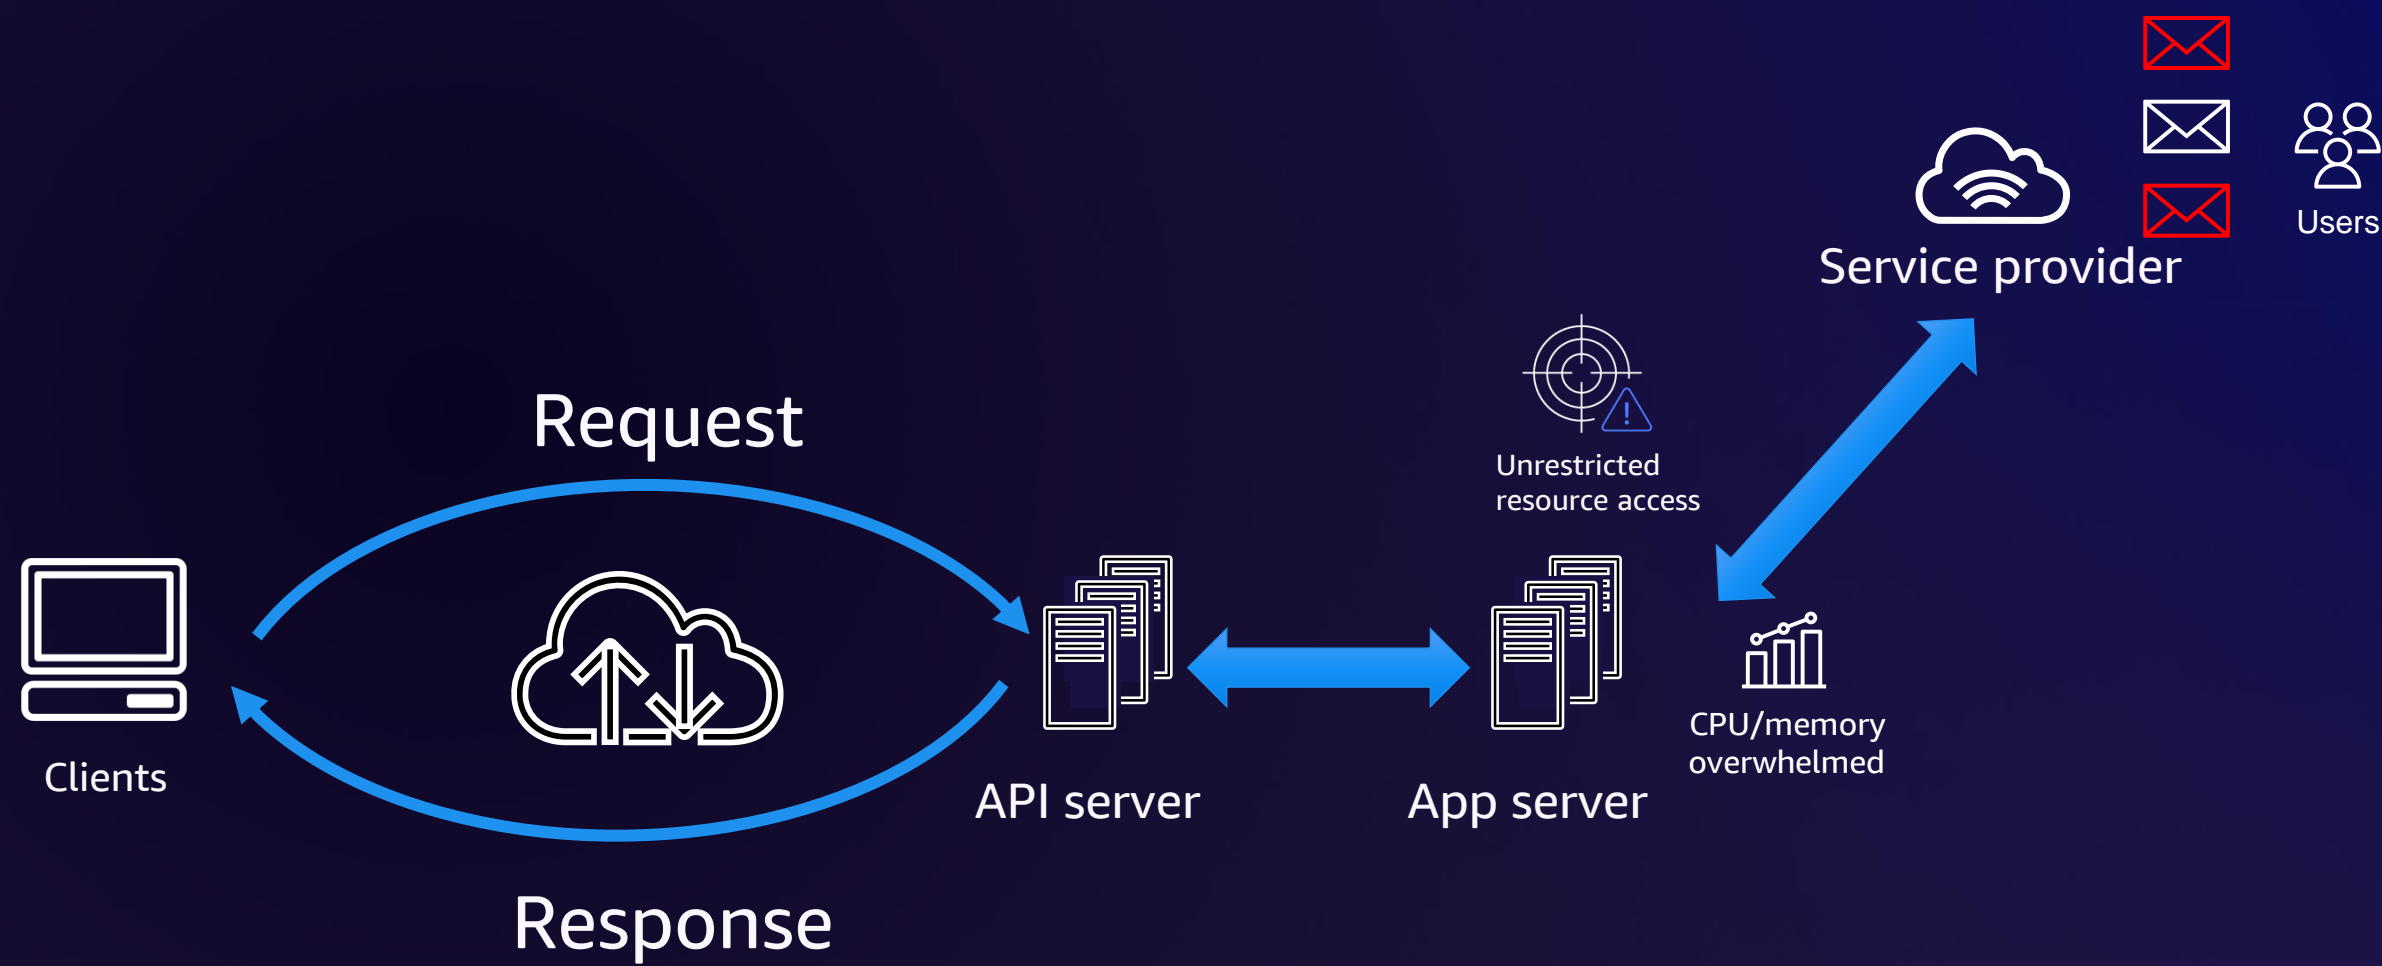 Users
Service provider
Request
Unrestricted
resource access
Clients
API server
App server
CPU/memory
overwhelmed
Response